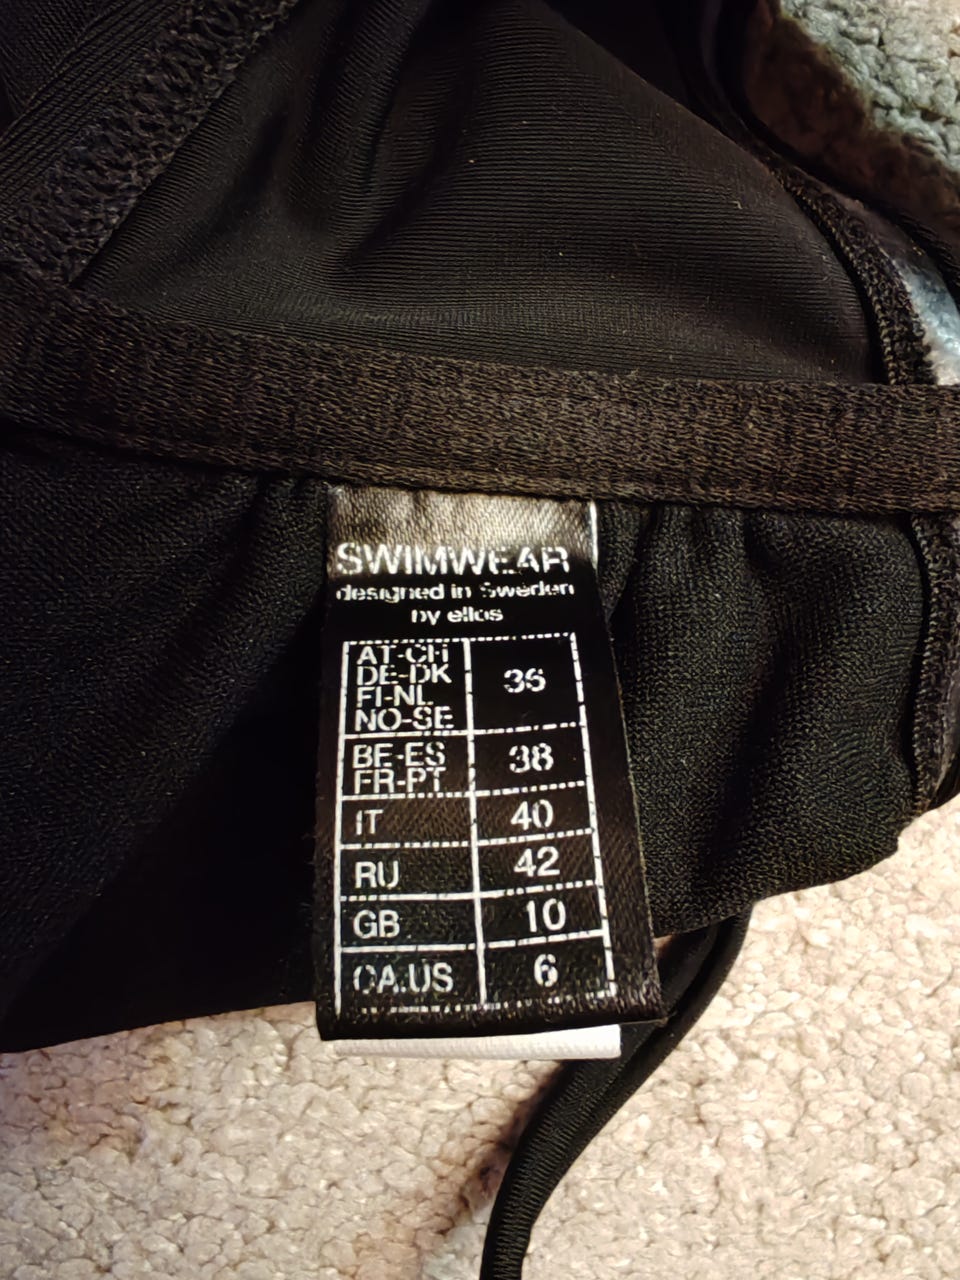 SWIMWEAR
designed in Sweden
by ellos
AT-CH
DE-DK
FI-NL
NO-SE
36
BE-ES
FR-PT
38
IT 40
RU 42
GB 10
CA.US 6